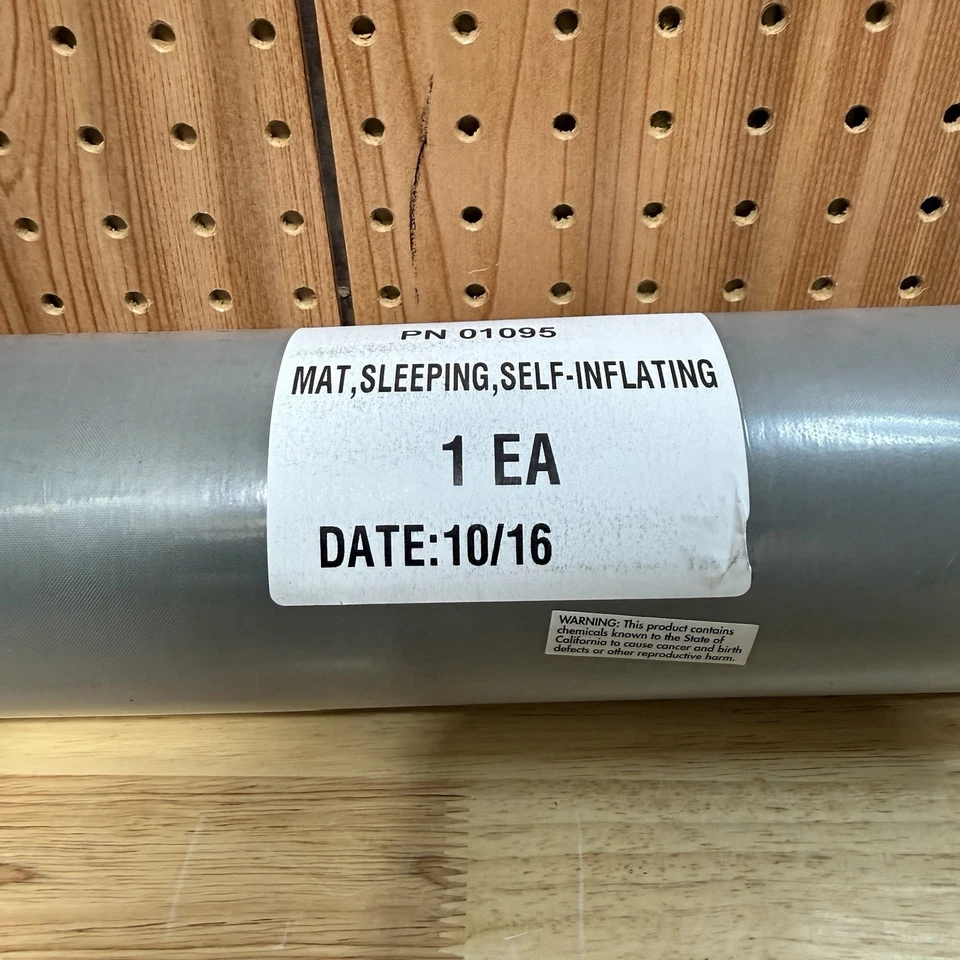 PN 01095
MAT,SLEEPING,SELF-INFLATING
1 EA
DATE:10/16
WARNING: This product contains
chemicals known to the State of
California to cause cancer and birth
defects or other reproductive harm.